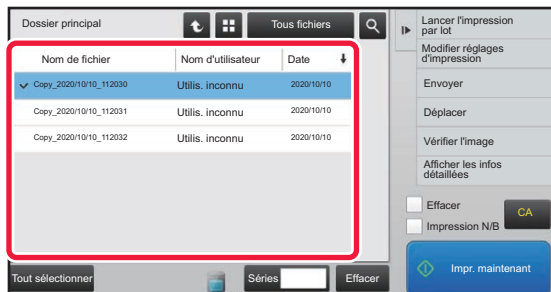 Dossier principal
Tous fichiers
Nom de fichier
Nom d'utilisateur
Date
Copy_2020/10/10_112030
Utilis. inconnu
2020/10/10
Copy_2020/10/10_112031
Utilis. inconnu
2020/10/10
Copy_2020/10/10_112032
Utilis. inconnu
2020/10/10
Tout sélectionner
Séries
Effacer
Lancer l'impression
par lot
Modifier réglages
d'impression
Envoyer
Déplacer
Vérifier l'image
Afficher les infos
détaillées
Effacer
Impression N/B
CA
Impr. maintenant